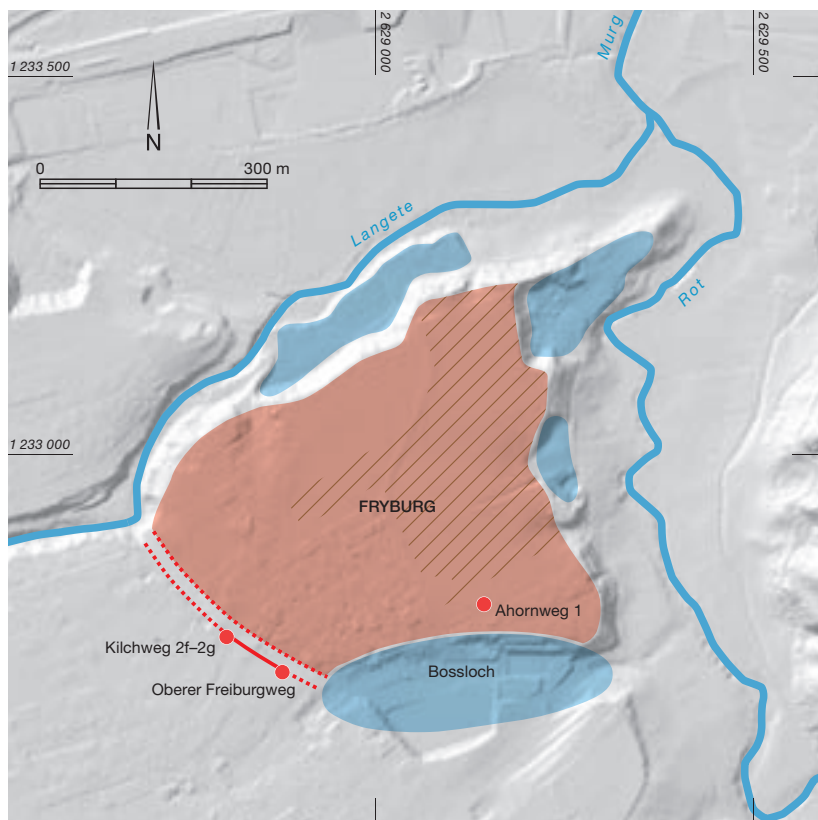 2 629 000
2 629 500
Murg
1 233 500
N
0 300 m
Langete
Rot
1 233 000
FRYBURG
Ahornweg 1
Kilchweg 2f–2g
Bossloch
Oberer Freiburgweg